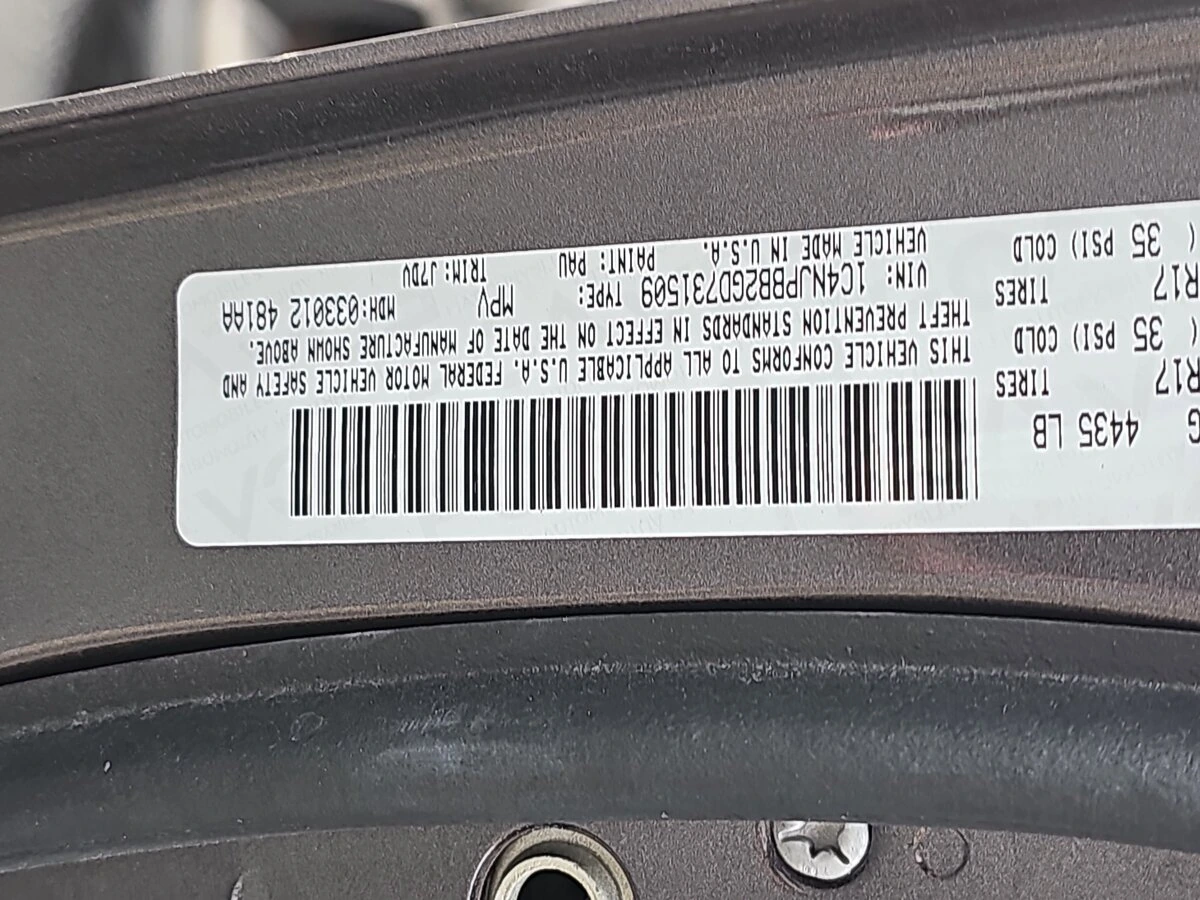 G 4435 LB
R17 TIRES
( 35 PSI) COLD
R17 TIRES
( 35 PSI) COLD
THIS VEHICLE CONFORMS TO ALL APPLICABLE U.S.A. FEDERAL MOTOR VEHICLE SAFETY AND
THEFT PREVENTION STANDARDS IN EFFECT ON THE DATE OF MANUFACTURE SHOWN ABOVE.
VIN: 1C4NJPBB2GD731509 TYPE: MPV MDH:033012 481AA
VEHICLE MADE IN U.S.A. PAINT: PAU TRIM: J7DV